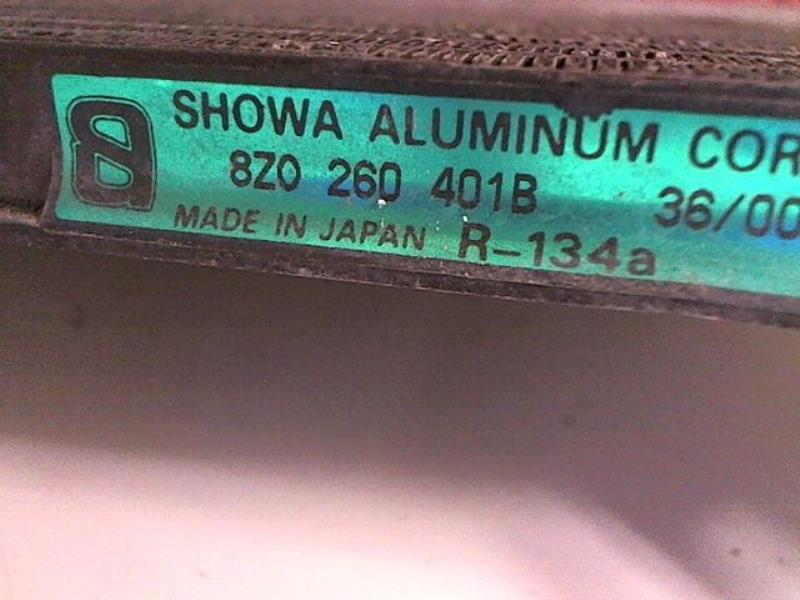 SHOWA ALUMINUM COR
8Z0 260 401B 36/00
MADE IN JAPAN R-134a